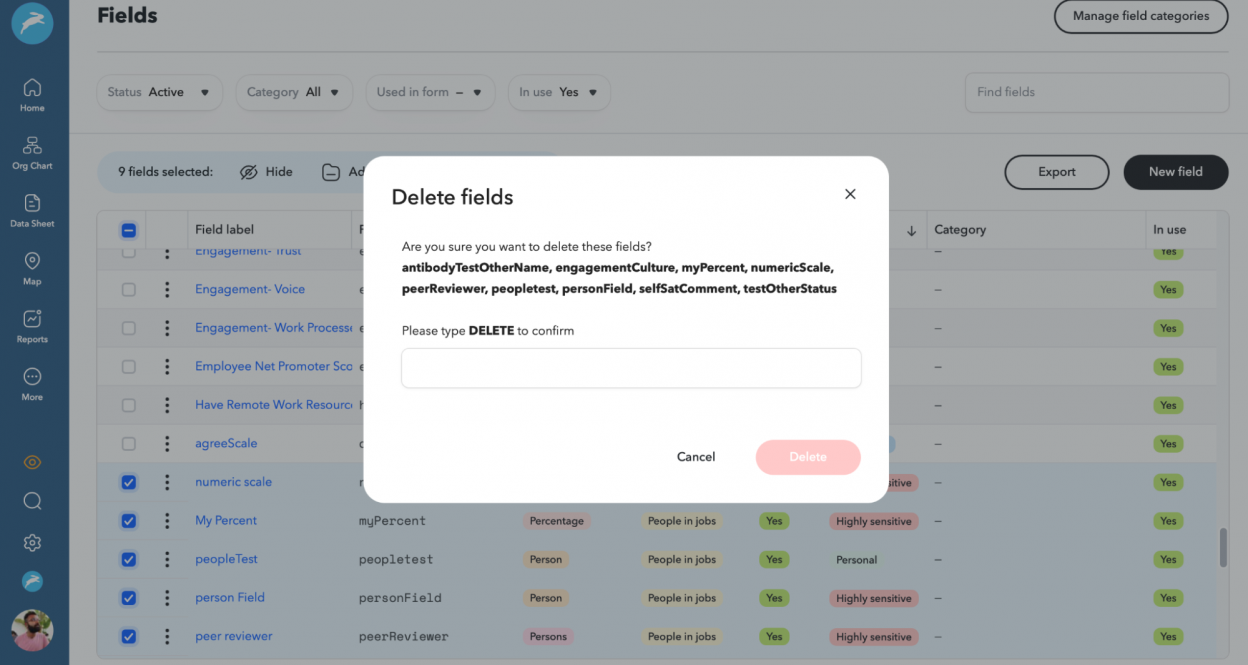 Fields
Manage field categories
Status Active
Category All
Used in form –
In use Yes
Find fields
Home
Org Chart
Data Sheet
Map
Reports
More
9 fields selected:
Hide
Export
New field
Field label
Category
In use
Engagement- Trust
–
Yes
Engagement- Voice
–
Yes
Engagement- Work Process
–
Yes
Employee Net Promoter Sco
–
Yes
Have Remote Work Resourc
–
Yes
agreeScale
–
Yes
numeric scale
–
Yes
My Percent myPercent Percentage People in jobs Yes Highly sensitive – Yes
peopleTest peopletest Person People in jobs Yes Personal – Yes
person Field personField Person People in jobs Yes Highly sensitive – Yes
peer reviewer peerReviewer Persons People in jobs Yes Highly sensitive – Yes
Delete fields
Are you sure you want to delete these fields?
antibodyTestOtherName, engagementCulture, myPercent, numericScale,
peerReviewer, peopletest, personField, selfSatComment, testOtherStatus
Please type DELETE to confirm
Cancel
Delete